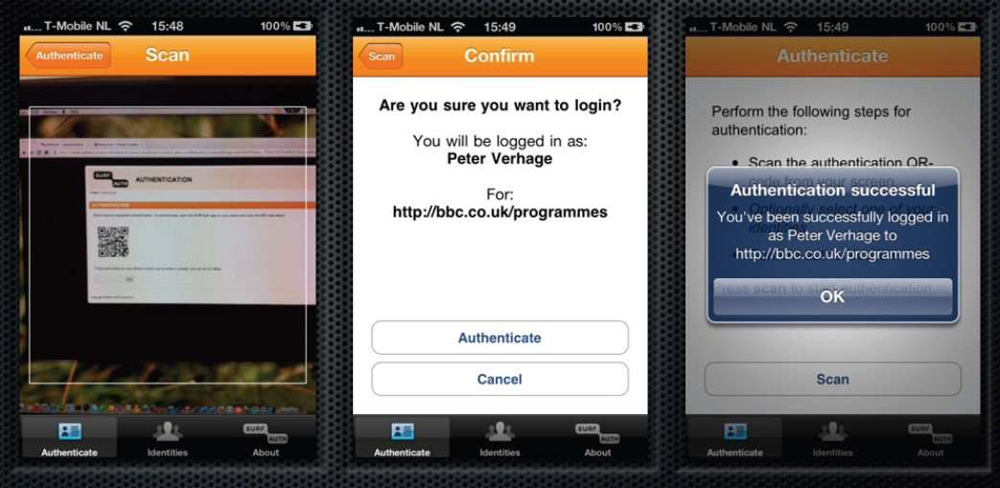 T-Mobile NL 15:48 100%
Authenticate Scan
SURF
AUTH
AUTHENTICATION
Authenticate Identities About
SURF
AUTH
T-Mobile NL 15:49 100%
Scan Confirm
Are you sure you want to login?
You will be logged in as:
Peter Verhage
For:
http://bbc.co.uk/programmes
Authenticate
Cancel
Authenticate Identities About
SURF
AUTH
T-Mobile NL 15:49 100%
Authenticate
Perform the following steps for
authentication:
• Scan the authentication QR-
code from your screen
Optionally select one of your
identities
Authentication successful
You've been successfully logged in
as Peter Verhage to
http://bbc.co.uk/programmes
Press scan to start authentication.
OK
Scan
Authenticate Identities About
SURF
AUTH